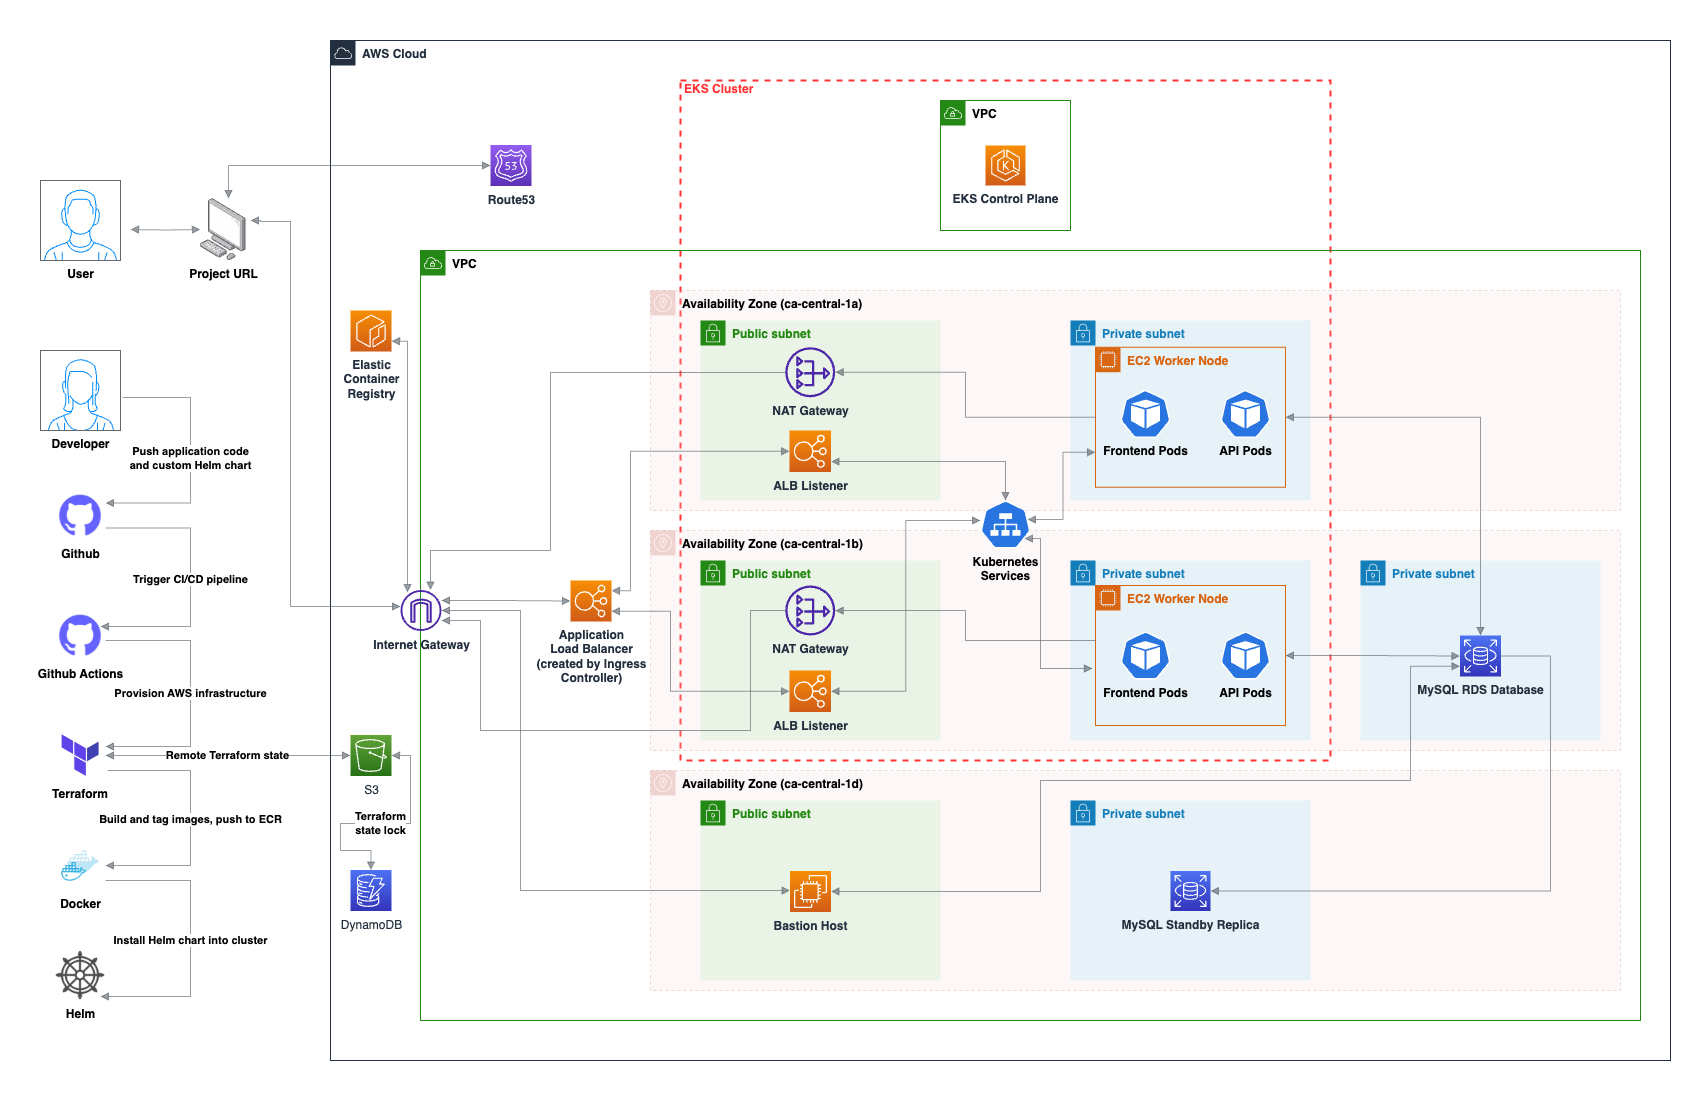 AWS Cloud
EKS Cluster
VPC
EKS Control Plane
53
Route53
User
Project URL
VPC
Availability Zone (ca-central-1a)
Public subnet
NAT Gateway
ALB Listener
Private subnet
EC2 Worker Node
Frontend Pods
API Pods
Elastic
Container
Registry
Developer
Push application code
and custom Helm chart
Github
Trigger CI/CD pipeline
Github Actions
Provision AWS infrastructure
Terraform
Remote Terraform state
S3
Terraform
state lock
DynamoDB
Build and tag images, push to ECR
Docker
Install Helm chart into cluster
Helm
Internet Gateway
Application
Load Balancer
(created by Ingress
Controller)
Kubernetes
Services
Availability Zone (ca-central-1b)
Public subnet
NAT Gateway
ALB Listener
Private subnet
EC2 Worker Node
Frontend Pods
API Pods
Private subnet
MySQL RDS Database
Availability Zone (ca-central-1d)
Public subnet
Bastion Host
Private subnet
MySQL Standby Replica